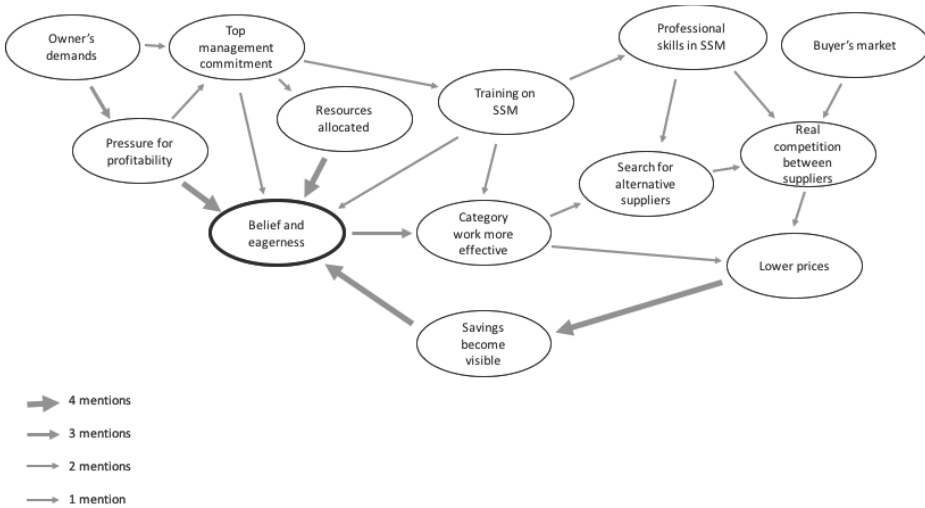 Owner's
demands
Top
management
commitment
Professional
skills in SSM
Buyer's market
Resources
allocated
Training on
SSM
Pressure for
profitability
Real
competition
between
suppliers
Search for
alternative
suppliers
Belief and
eagerness
Category
work more
effective
Lower prices
Savings
become
visible
4 mentions
3 mentions
2 mentions
1 mention